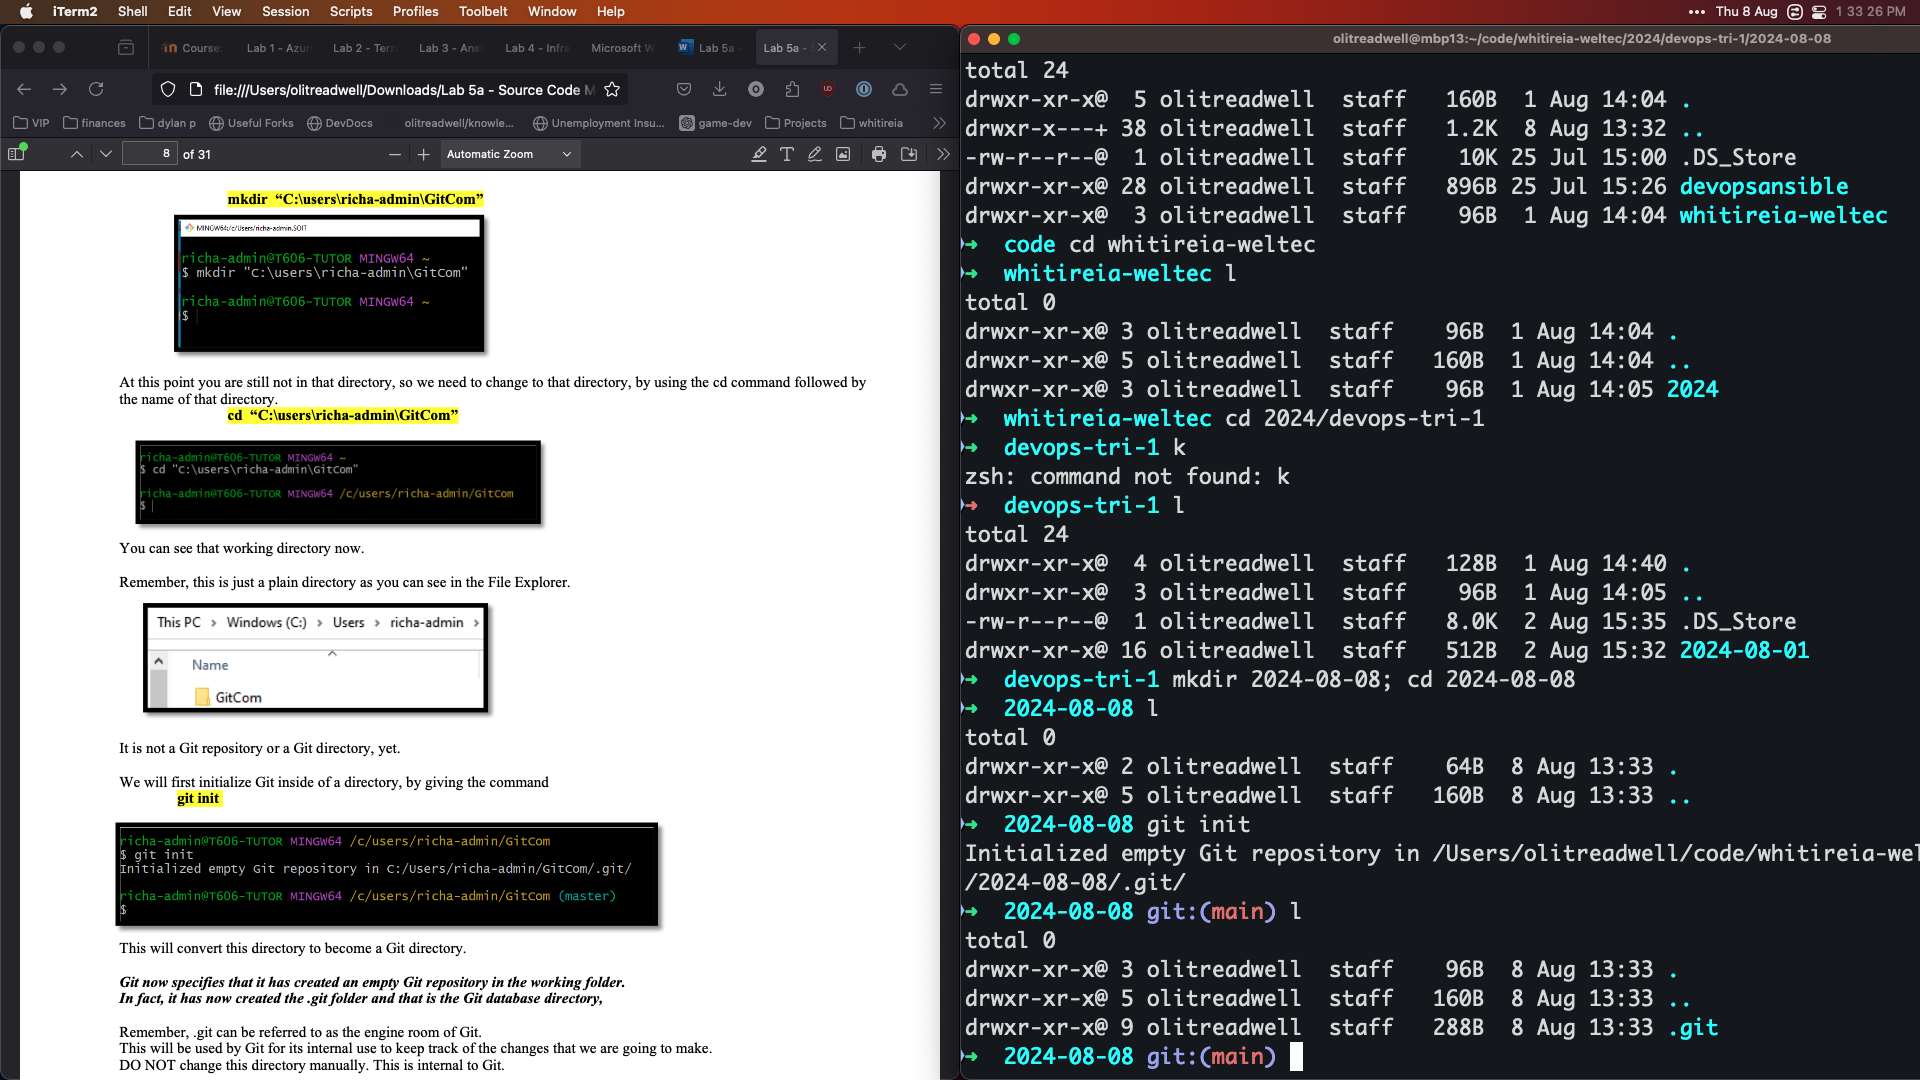 iTerm2 Shell Edit View Session Scripts Profiles Toolbelt Window Help
Thu 8 Aug 1 33 26 PM
Course Lab 1 - Azu Lab 2 - Ter Lab 3 - Ans Lab 4 - Infra Microsoft W Lab 5a - Lab 5a -
file:///Users/olitreadwell/Downloads/Lab 5a - Source Code M
VIP finances dylan p Useful Forks DevDocs olitreadwell/knowle... Unemployment Insu... game-dev Projects whitireia
8 of 31 Automatic Zoom
mkdir “C:\users\richa-admin\GitCom”
MINGW64:/c/Users/richa-admin.SOIT
richa-admin@T606-TUTOR MINGW64 ~
$ mkdir "C:\users\richa-admin\GitCom"
richa-admin@T606-TUTOR MINGW64 ~
$
At this point you are still not in that directory, so we need to change to that directory, by using the cd command followed by
the name of that directory.
cd “C:\users\richa-admin\GitCom”
richa-admin@T606-TUTOR MINGW64 ~
$ cd "C:\users\richa-admin\GitCom"
richa-admin@T606-TUTOR MINGW64 /c/users/richa-admin/GitCom
$
You can see that working directory now.
Remember, this is just a plain directory as you can see in the File Explorer.
This PC > Windows (C:) > Users > richa-admin >
Name
GitCom
It is not a Git repository or a Git directory, yet.
We will first initialize Git inside of a directory, by giving the command
git init
richa-admin@T606-TUTOR MINGW64 /c/users/richa-admin/GitCom
$ git init
Initialized empty Git repository in C:/Users/richa-admin/GitCom/.git/
richa-admin@T606-TUTOR MINGW64 /c/users/richa-admin/GitCom (master)
$
This will convert this directory to become a Git directory.
Git now specifies that it has created an empty Git repository in the working folder.
In fact, it has now created the .git folder and that is the Git database directory,
Remember, .git can be referred to as the engine room of Git.
This will be used by Git for its internal use to keep track of the changes that we are going to make.
DO NOT change this directory manually. This is internal to Git.
olitreadwell@mbp13:~/code/whitireia-weltec/2024/devops-tri-1/2024-08-08
total 24
drwxr-xr-x@ 5 olitreadwell staff 160B 1 Aug 14:04 .
drwxr-x---+ 38 olitreadwell staff 1.2K 8 Aug 13:32 ..
-rw-r--r--@ 1 olitreadwell staff 10K 25 Jul 15:00 .DS_Store
drwxr-xr-x@ 28 olitreadwell staff 896B 25 Jul 15:26 devopsansible
drwxr-xr-x@ 3 olitreadwell staff 96B 1 Aug 14:04 whitireia-weltec
➜ code cd whitireia-weltec
➜ whitireia-weltec l
total 0
drwxr-xr-x@ 3 olitreadwell staff 96B 1 Aug 14:04 .
drwxr-xr-x@ 5 olitreadwell staff 160B 1 Aug 14:04 ..
drwxr-xr-x@ 3 olitreadwell staff 96B 1 Aug 14:05 2024
➜ whitireia-weltec cd 2024/devops-tri-1
➜ devops-tri-1 k
zsh: command not found: k
➜ devops-tri-1 l
total 24
drwxr-xr-x@ 4 olitreadwell staff 128B 1 Aug 14:40 .
drwxr-xr-x@ 3 olitreadwell staff 96B 1 Aug 14:05 ..
-rw-r--r--@ 1 olitreadwell staff 8.0K 2 Aug 15:35 .DS_Store
drwxr-xr-x@ 16 olitreadwell staff 512B 2 Aug 15:32 2024-08-01
➜ devops-tri-1 mkdir 2024-08-08; cd 2024-08-08
➜ 2024-08-08 l
total 0
drwxr-xr-x@ 2 olitreadwell staff 64B 8 Aug 13:33 .
drwxr-xr-x@ 5 olitreadwell staff 160B 8 Aug 13:33 ..
➜ 2024-08-08 git init
Initialized empty Git repository in /Users/olitreadwell/code/whitireia-wel
/2024-08-08/.git/
➜ 2024-08-08 git:(main) l
total 0
drwxr-xr-x@ 3 olitreadwell staff 96B 8 Aug 13:33 .
drwxr-xr-x@ 5 olitreadwell staff 160B 8 Aug 13:33 ..
drwxr-xr-x@ 9 olitreadwell staff 288B 8 Aug 13:33 .git
➜ 2024-08-08 git:(main)